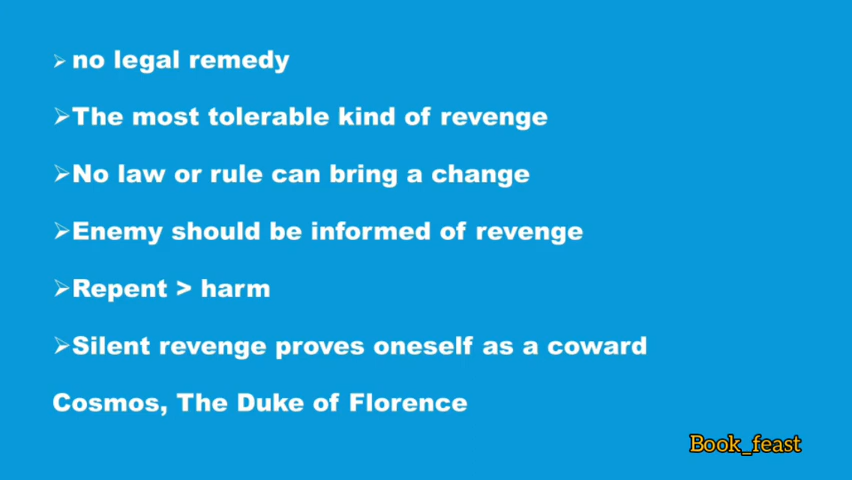 ➢ no legal remedy
➢The most tolerable kind of revenge
➢No law or rule can bring a change
➢Enemy should be informed of revenge
➢Repent > harm
➢Silent revenge proves oneself as a coward
Cosmos, The Duke of Florence
Book_feast